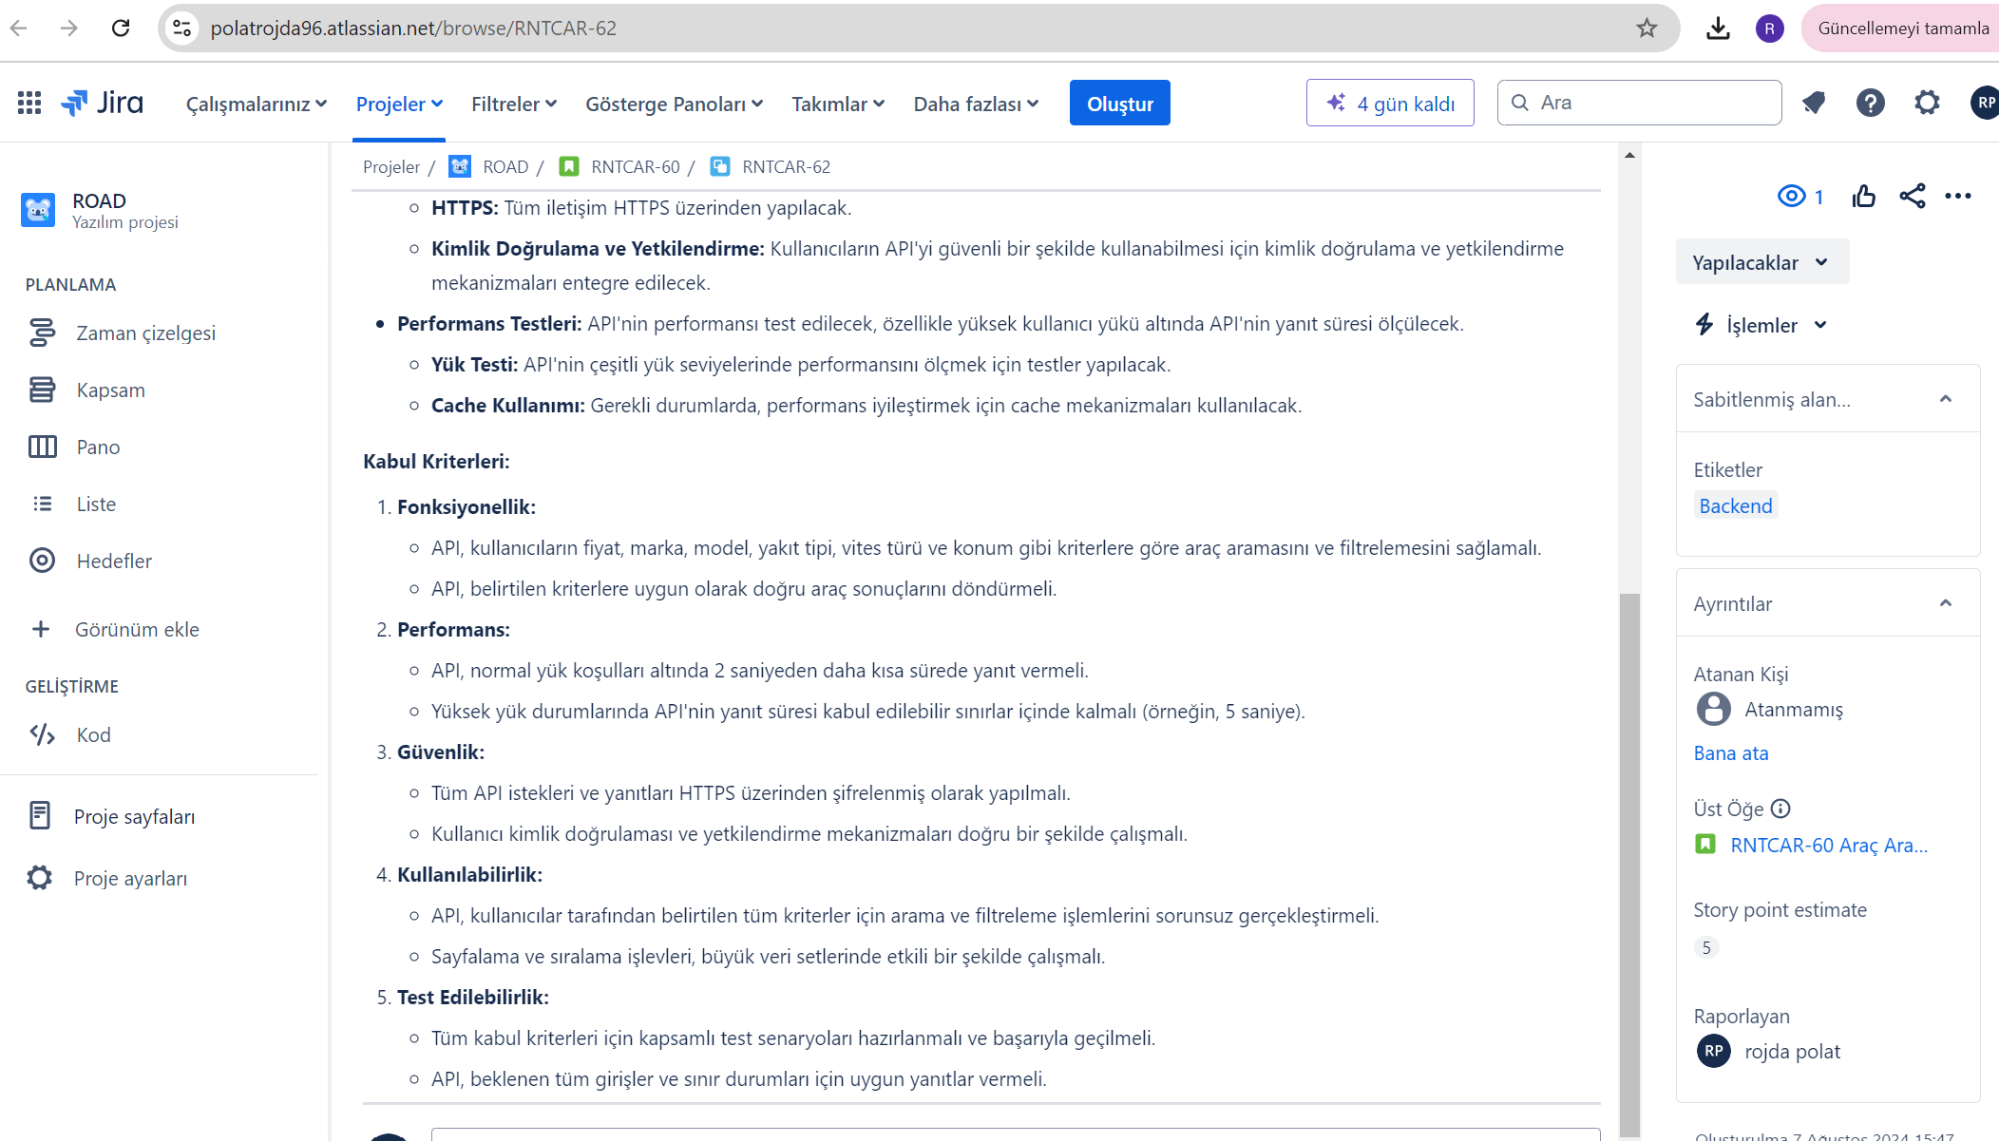 polatrojda96.atlassian.net/browse/RNTCAR-62
R
Güncellemeyi tamamla
Jira
Çalışmalarınız
Projeler
Filtreler
Gösterge Panoları
Takımlar
Daha fazlası
Oluştur
4 gün kaldı
Ara
RP
ROAD
Yazılım projesi
PLANLAMA
Zaman çizelgesi
Kapsam
Pano
Liste
Hedefler
Görünüm ekle
GELİŞTİRME
Kod
Proje sayfaları
Proje ayarları
Projeler / ROAD / RNTCAR-60 / RNTCAR-62
HTTPS: Tüm iletişim HTTPS üzerinden yapılacak.
Kimlik Doğrulama ve Yetkilendirme: Kullanıcıların API'yi güvenli bir şekilde kullanabilmesi için kimlik doğrulama ve yetkilendirme
mekanizmaları entegre edilecek.
Performans Testleri: API'nin performansı test edilecek, özellikle yüksek kullanıcı yükü altında API'nin yanıt süresi ölçülecek.
Yük Testi: API'nin çeşitli yük seviyelerinde performansını ölçmek için testler yapılacak.
Cache Kullanımı: Gerekli durumlarda, performans iyileştirmek için cache mekanizmaları kullanılacak.
Kabul Kriterleri:
1. Fonksiyonellik:
API, kullanıcıların fiyat, marka, model, yakıt tipi, vites türü ve konum gibi kriterlere göre araç aramasını ve filtrelemesini sağlamalı.
API, belirtilen kriterlere uygun olarak doğru araç sonuçlarını döndürmeli.
2. Performans:
API, normal yük koşulları altında 2 saniyeden daha kısa sürede yanıt vermeli.
Yüksek yük durumlarında API'nin yanıt süresi kabul edilebilir sınırlar içinde kalmalı (örneğin, 5 saniye).
3. Güvenlik:
Tüm API istekleri ve yanıtları HTTPS üzerinden şifrelenmiş olarak yapılmalı.
Kullanıcı kimlik doğrulaması ve yetkilendirme mekanizmaları doğru bir şekilde çalışmalı.
4. Kullanılabilirlik:
API, kullanıcılar tarafından belirtilen tüm kriterler için arama ve filtreleme işlemlerini sorunsuz gerçekleştirmeli.
Sayfalama ve sıralama işlevleri, büyük veri setlerinde etkili bir şekilde çalışmalı.
5. Test Edilebilirlik:
Tüm kabul kriterleri için kapsamlı test senaryoları hazırlanmalı ve başarıyla geçilmeli.
API, beklenen tüm girişler ve sınır durumları için uygun yanıtlar vermeli.
1
Yapılacaklar
İşlemler
Sabitlenmiş alan...
Etiketler
Backend
Ayrıntılar
Atanan Kişi
Atanmamış
Bana ata
Üst Öğe
RNTCAR-60 Araç Ara...
Story point estimate
5
Raporlayan
RP
rojda polat
Oluşturulma 7 Ağustos 2024 15:47